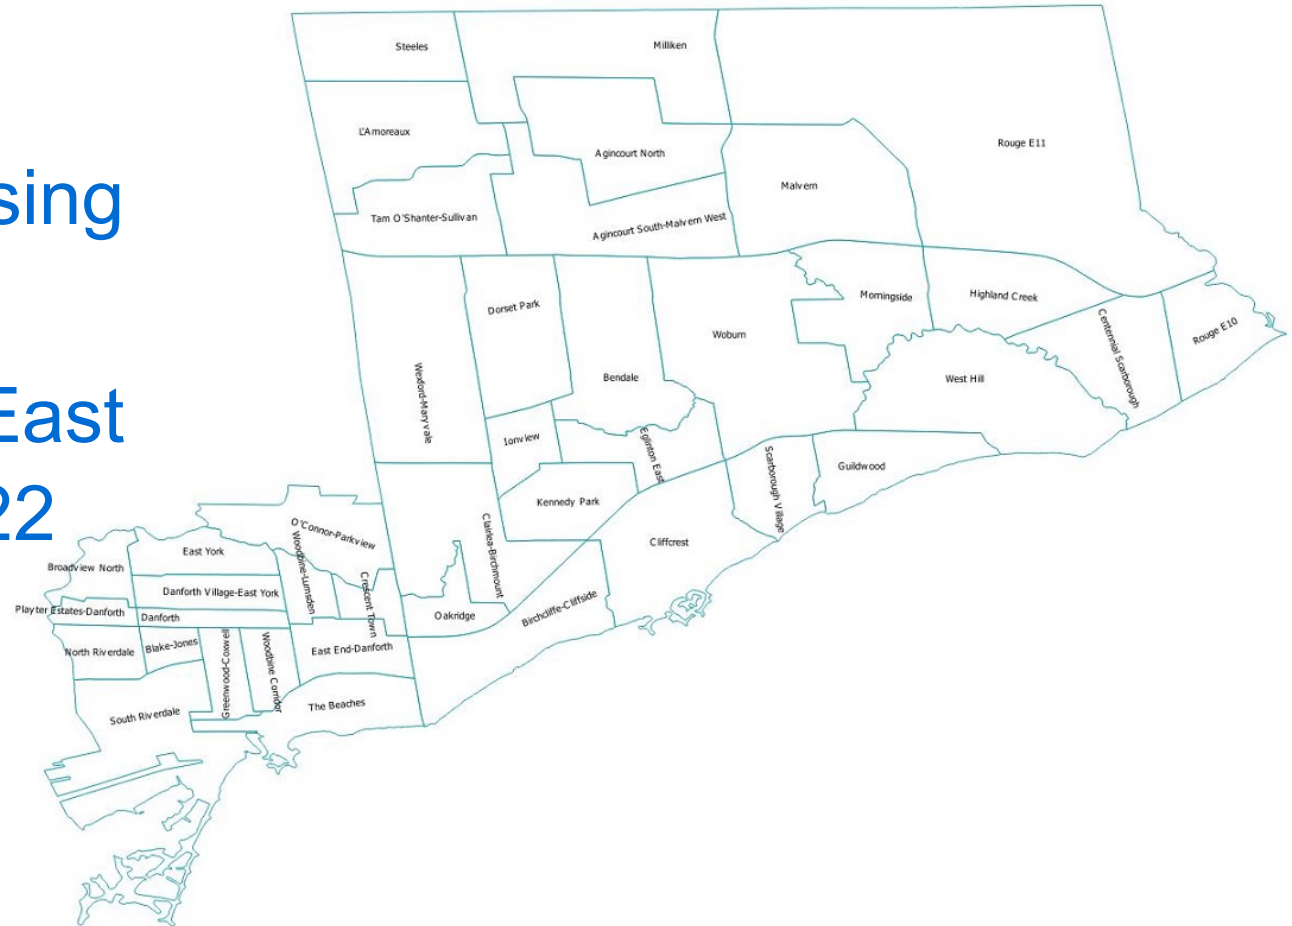 sing
East
22
Steeles
Milliken
L'Amoreaux
Agincourt North
Rouge E11
Malvern
Tam O'Shanter-Sullivan
Agincourt South-Malvern West
Dorset Park
Morningside
Highland Creek
Woburn
Centennial Scarborough
Rouge E10
Wexford-Maryvale
Bendale
West Hill
Ionview
Eglinton East
Scarborough Village
Guildwood
Kennedy Park
O'Connor-Parkview
Clairlea-Birchmount
Cliffcrest
East York
Woodbine-Lumsden
Broadview North
Crescent Town
Danforth Village-East York
Playter Estates-Danforth
Danforth
Oakridge
Birchcliffe-Cliffside
North Riverdale
Blake-Jones
Greenwood-Coxwell
Woodbine Corridor
East End-Danforth
The Beaches
South Riverdale